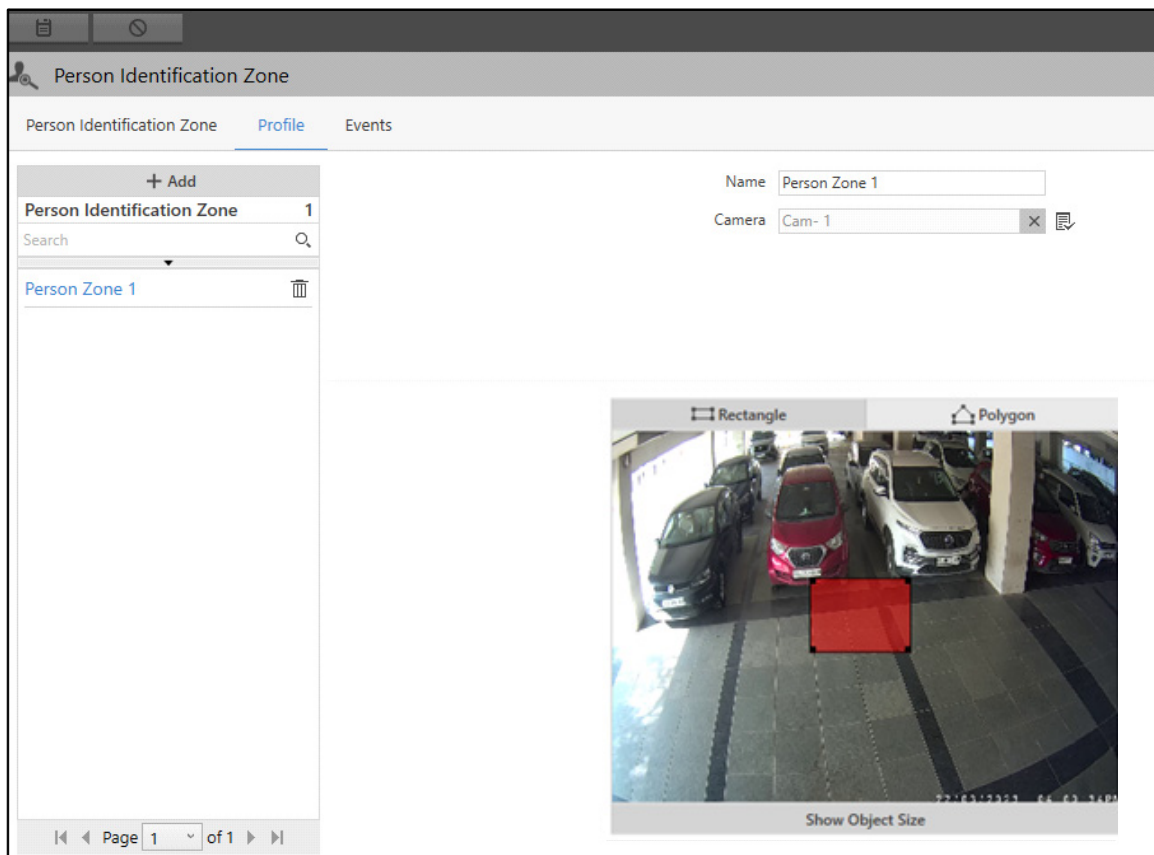 Person Identification Zone
Person Identification Zone Profile Events
+ Add
Person Identification Zone 1
Search
Person Zone 1
Page 1 of 1
Name Person Zone 1
Camera Cam- 1
Rectangle Polygon
Show Object Size